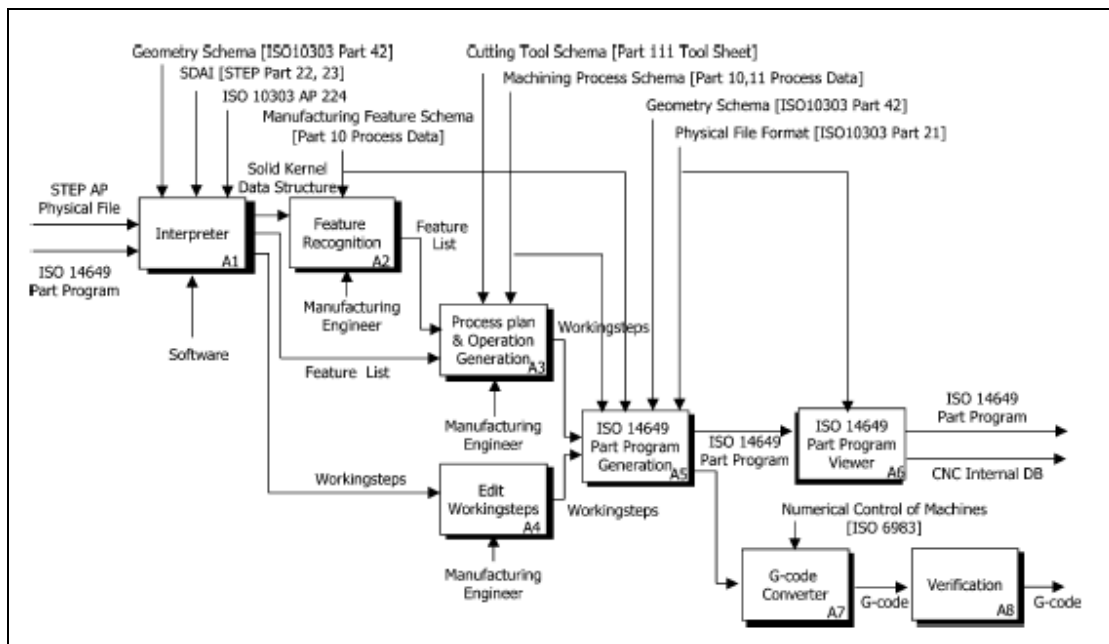 Geometry Schema [ISO10303 Part 42]
SDAI [STEP Part 22, 23]
ISO 10303 AP 224
Manufacturing Feature Schema
[Part 10 Process Data]
Cutting Tool Schema [Part 111 Tool Sheet]
Machining Process Schema [Part 10,11 Process Data]
Geometry Schema [ISO10303 Part 42]
Physical File Format [ISO10303 Part 21]
STEP AP
Physical File
ISO 14649
Part Program
Interpreter
A1
Software
Solid Kernel
Data Structure
Feature
Recognition
A2
Manufacturing
Engineer
Feature
List
Feature List
Process plan
& Operation
Generation
A3
Workingsteps
Manufacturing
Engineer
Workingsteps
Edit
Workingsteps
A4
Workingsteps
Manufacturing
Engineer
ISO 14649
Part Program
Generation
A5
ISO 14649
Part Program
ISO 14649
Part Program
Viewer
A6
ISO 14649
Part Program
CNC Internal DB
Numerical Control of Machines
[ISO 6983]
G-code
Converter
A7
G-code
Verification
A8
G-code